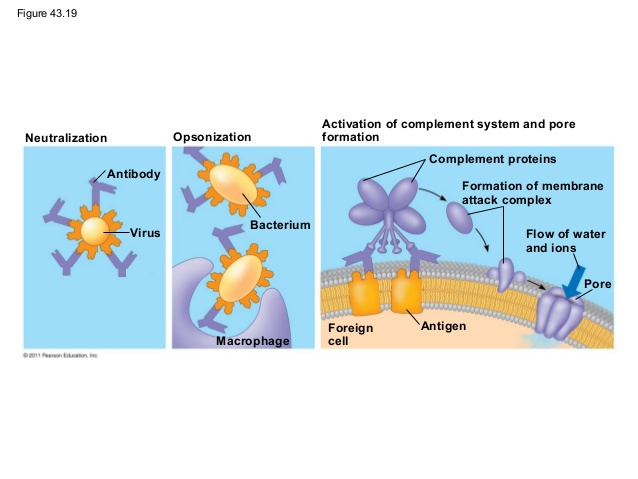 Figure 43.19
Neutralization
Antibody
Virus
Opsonization
Bacterium
Macrophage
Activation of complement system and pore
formation
Complement proteins
Formation of membrane
attack complex
Flow of water
and ions
Pore
Foreign
cell
Antigen
© 2011 Pearson Education, Inc.